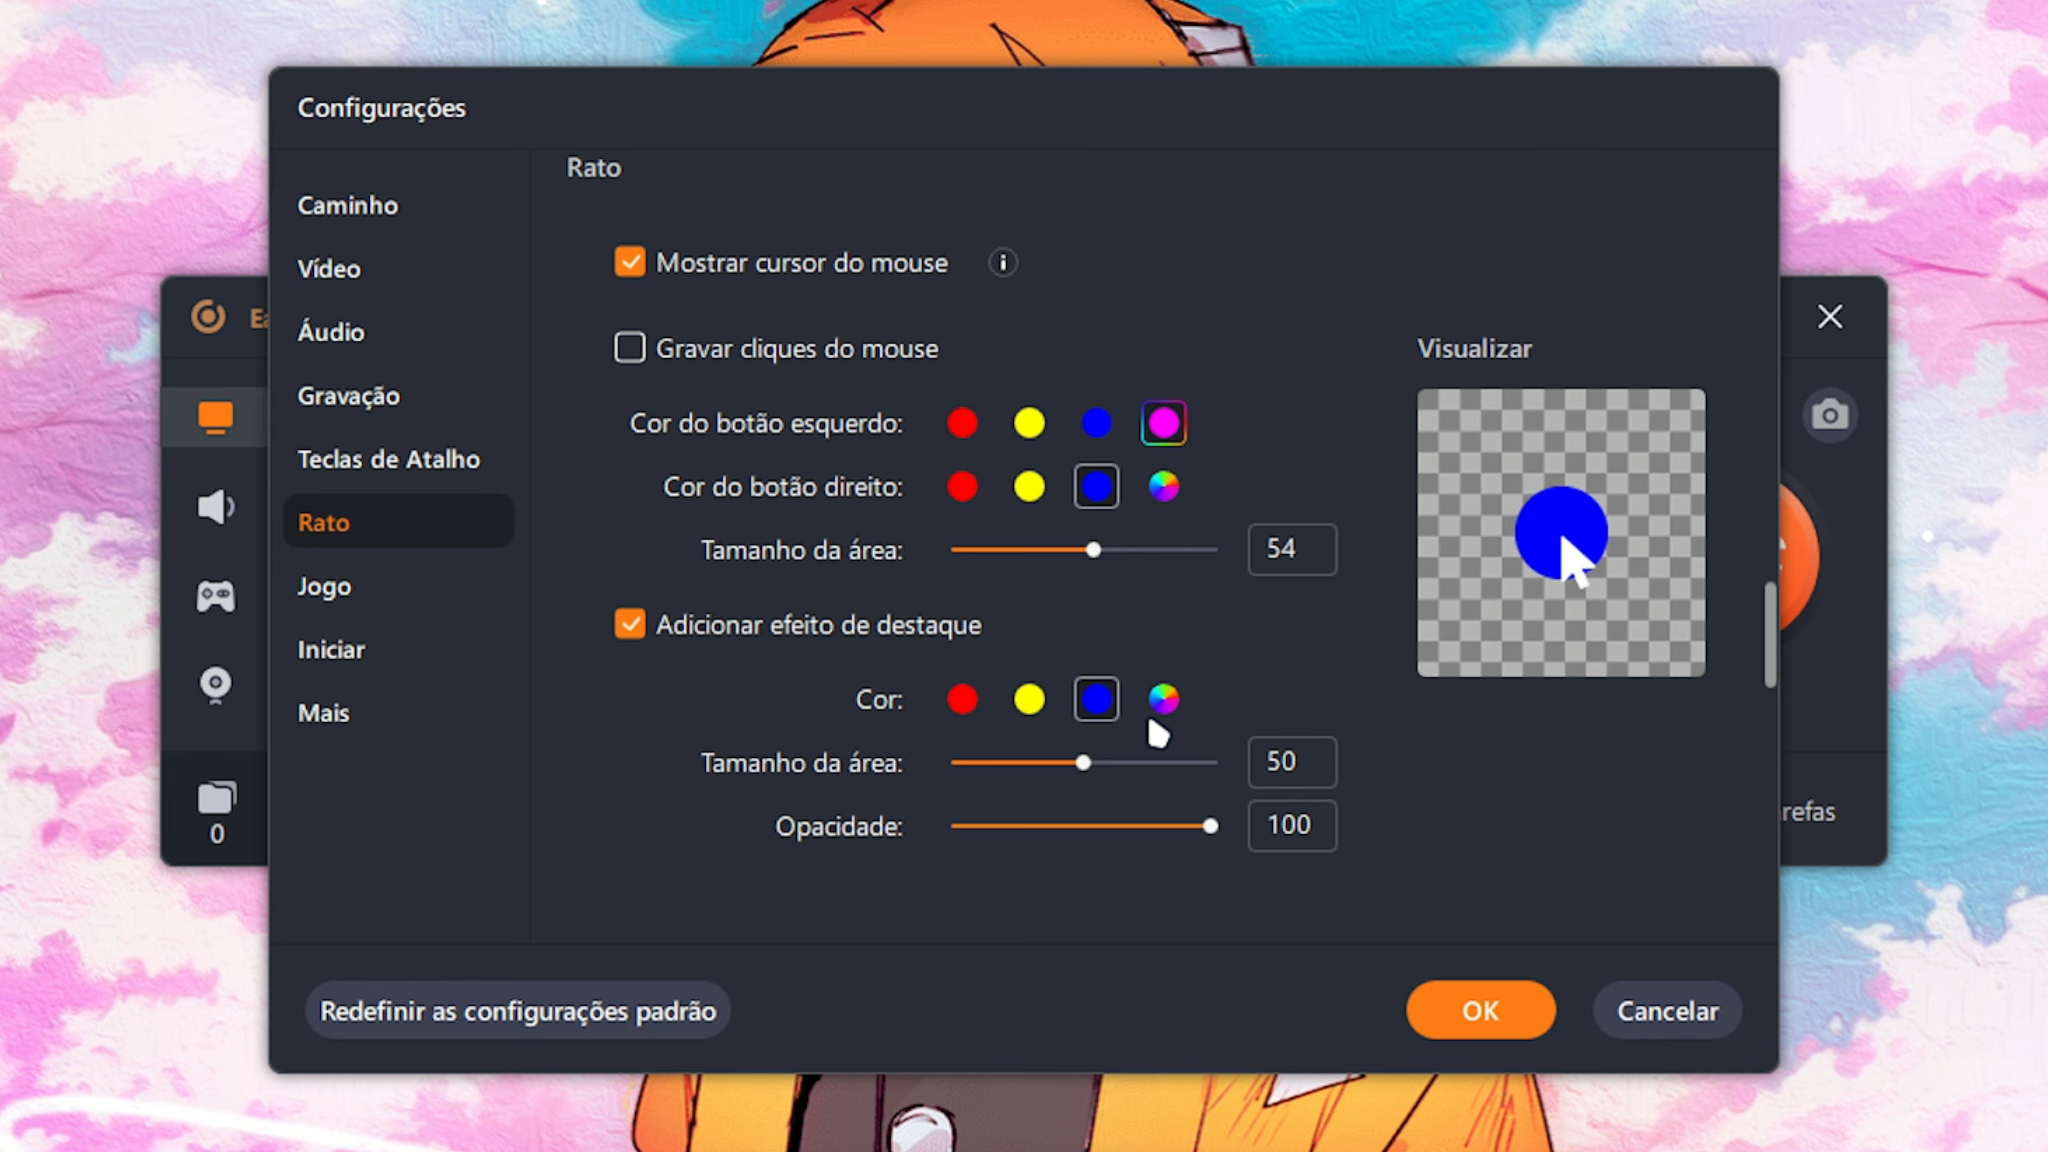 Configurações
Rato
Caminho
Vídeo
Áudio
Gravação
Teclas de Atalho
Rato
Jogo
Iniciar
Mais
Mostrar cursor do mouse
Gravar cliques do mouse
Cor do botão esquerdo:
Cor do botão direito:
Tamanho da área: 54
Adicionar efeito de destaque
Cor:
Tamanho da área: 50
Opacidade: 100
Visualizar
Redefinir as configurações padrão
OK
Cancelar
0